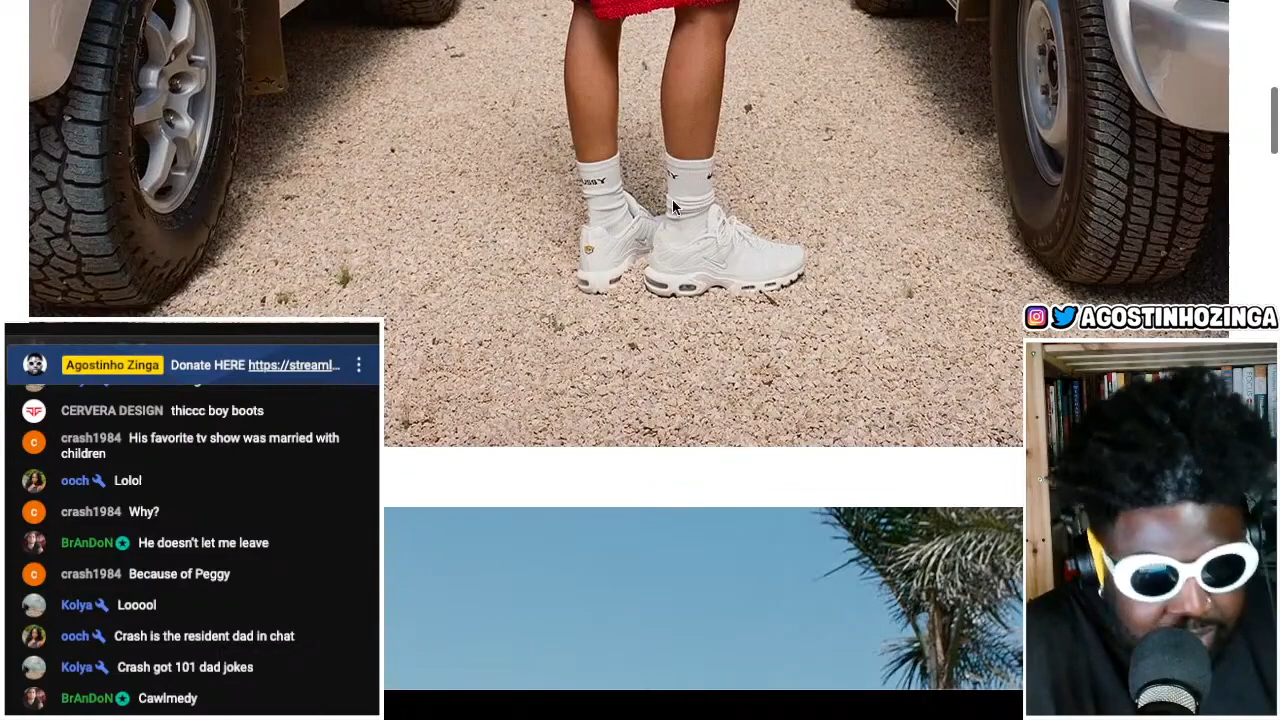 AGOSTINHOZINGA
Agostinho Zinga Donate HERE https://streaml...
CERVERA DESIGN thiccc boy boots
crash1984 His favorite tv show was married with
children
ooch Lolol
crash1984 Why?
BrAnDoN He doesn't let me leave
crash1984 Because of Peggy
Kolya Looool
ooch Crash is the resident dad in chat
Kolya Crash got 101 dad jokes
BrAnDoN Cawlmedy